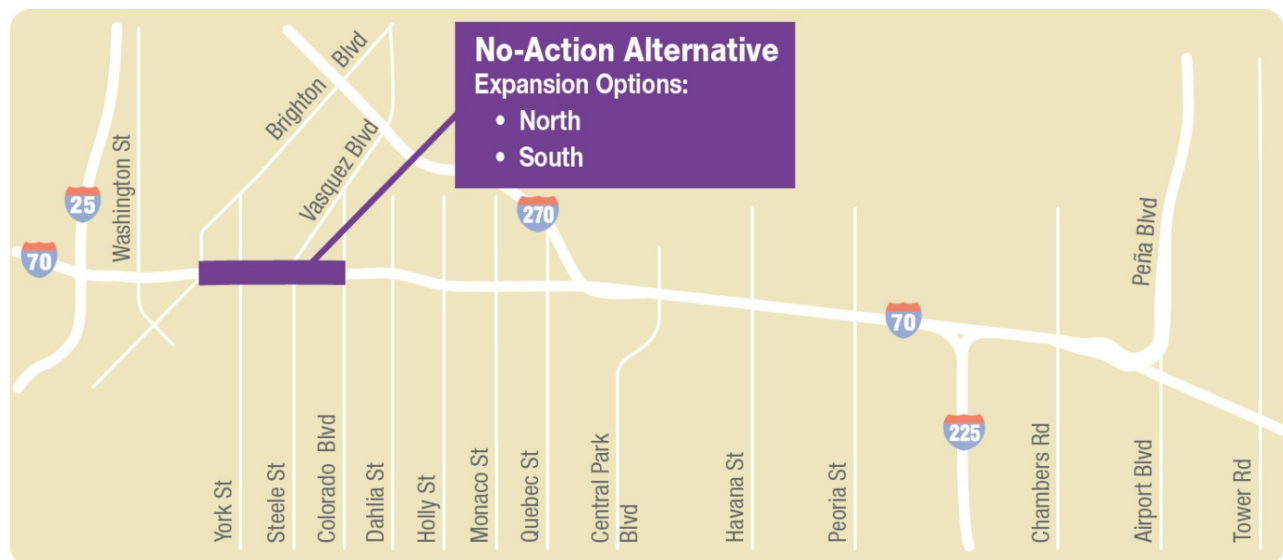 No-Action Alternative
Expansion Options:
• North
• South
Brighton Blvd
Vasquez Blvd
Washington St
25
70
270
Peña Blvd
70
225
York St
Steele St
Colorado Blvd
Dahlia St
Holly St
Monaco St
Quebec St
Central Park
Blvd
Havana St
Peoria St
Chambers Rd
Airport Blvd
Tower Rd